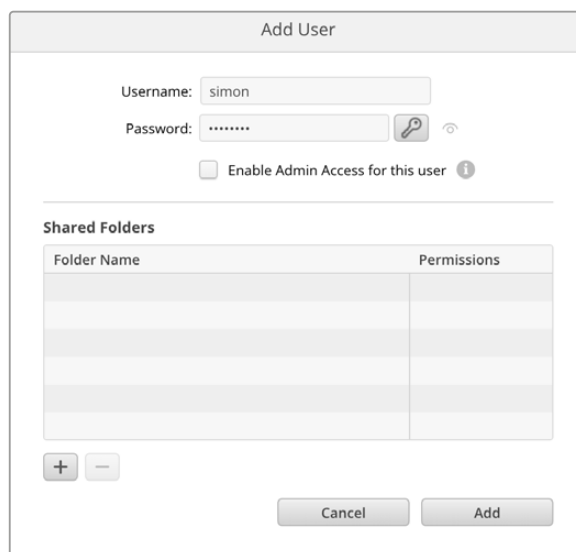 Add User
Username: simon
Password: ••••••••
Enable Admin Access for this user
Shared Folders
Folder Name Permissions
Cancel Add